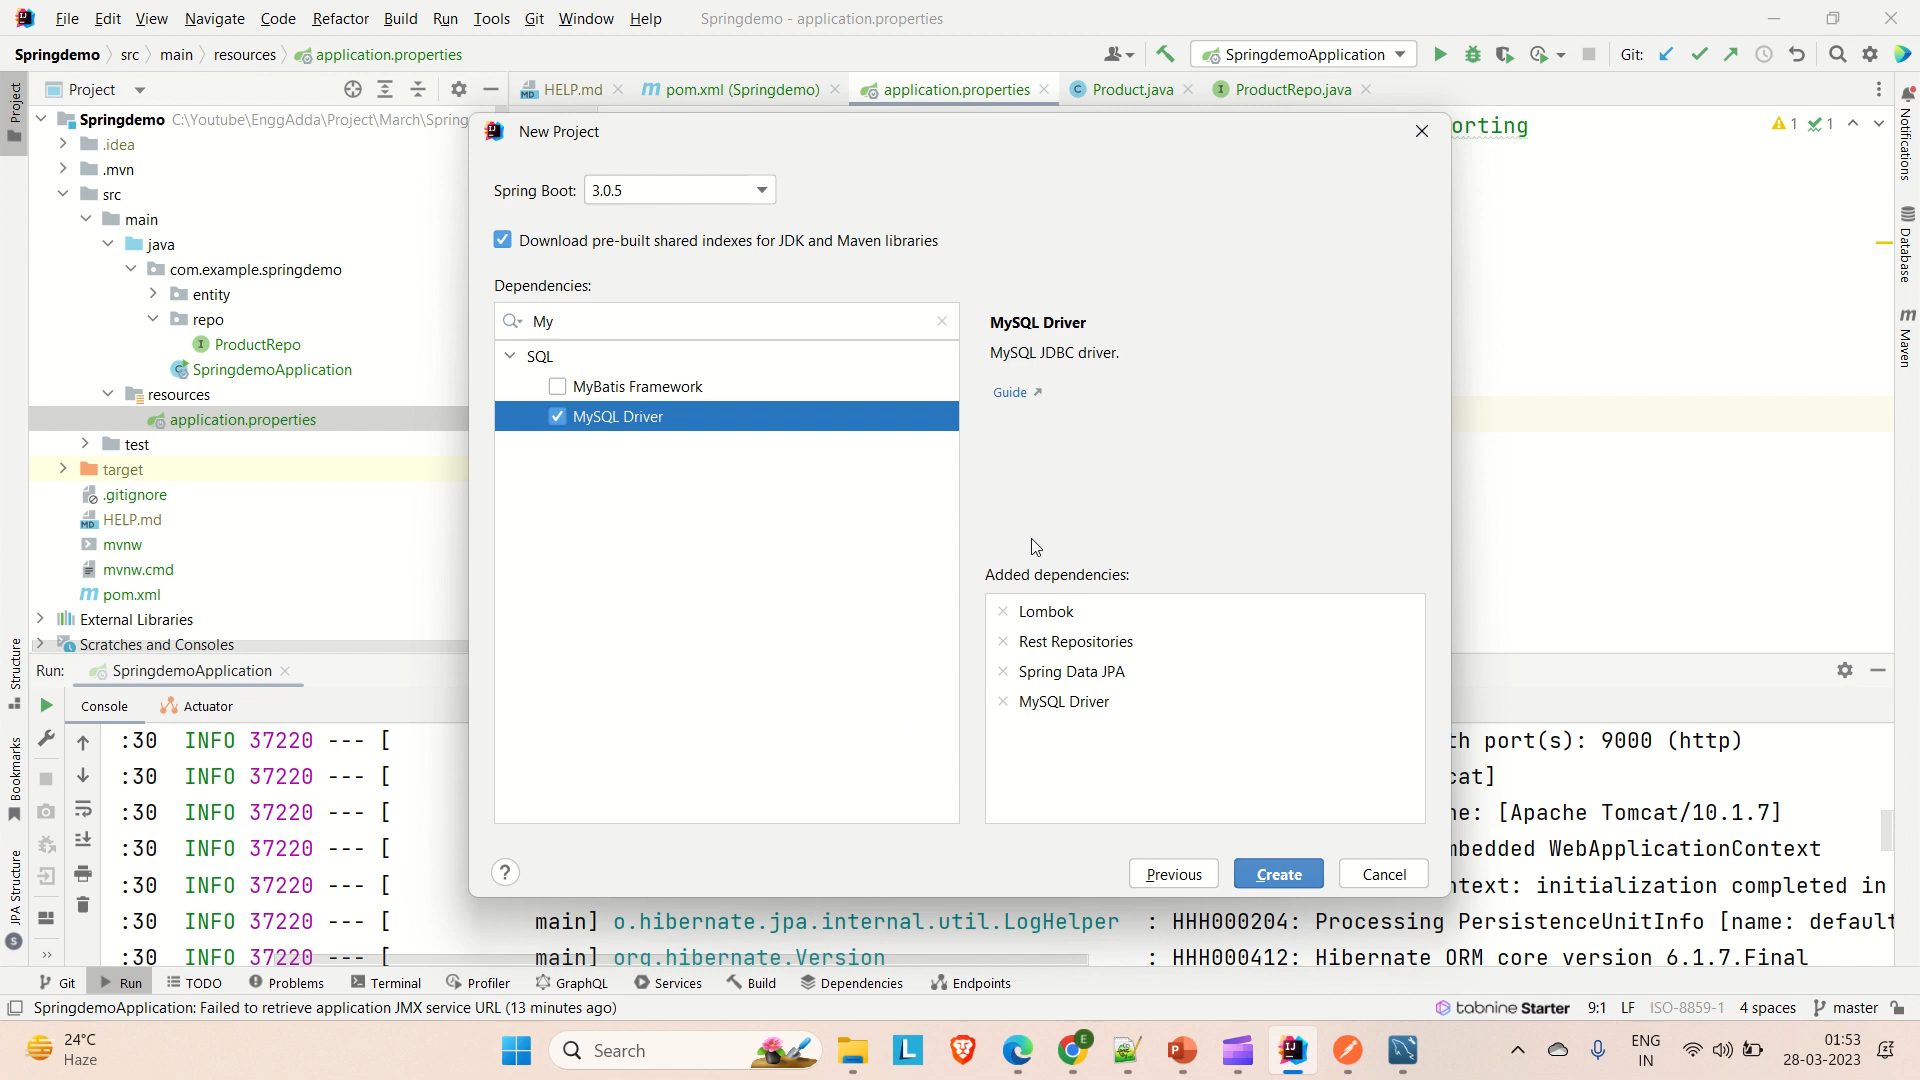 File Edit View Navigate Code Refactor Build Run Tools Git Window Help Springdemo - application.properties
Springdemo src main resources application.properties SpringdemoApplication Git:
Project HELP.md pom.xml (Springdemo) application.properties Product.java ProductRepo.java
Springdemo C:\Youtube\EnggAdda\Project\March\Spring
.idea
.mvn
src
main
java
com.example.springdemo
entity
repo
ProductRepo
SpringdemoApplication
resources
application.properties
test
target
.gitignore
HELP.md
mvnw
mvnw.cmd
pom.xml
External Libraries
Scratches and Consoles
New Project
Spring Boot: 3.0.5
Download pre-built shared indexes for JDK and Maven libraries
Dependencies:
My
SQL
MyBatis Framework
MySQL Driver
MySQL Driver
MySQL JDBC driver.
Guide
Added dependencies:
Lombok
Rest Repositories
Spring Data JPA
MySQL Driver
? Previous Create Cancel
orting
1 1
Project
Structure
Bookmarks
JPA Structure
Notifications
Database
Maven
Run: SpringdemoApplication
Console Actuator
:30 INFO 37220 --- [ th port(s): 9000 (http)
:30 INFO 37220 --- [ cat]
:30 INFO 37220 --- [ ne: [Apache Tomcat/10.1.7]
:30 INFO 37220 --- [ mbedded WebApplicationContext
:30 INFO 37220 --- [ ntext: initialization completed in
:30 INFO 37220 --- [ main] o.hibernate.jpa.internal.util.LogHelper : HHH000204: Processing PersistenceUnitInfo [name: default
:30 INFO 37220 --- [ main] org.hibernate.Version : HHH000412: Hibernate ORM core version 6.1.7.Final
Git Run TODO Problems Terminal Profiler GraphQL Services Build Dependencies Endpoints
SpringdemoApplication: Failed to retrieve application JMX service URL (13 minutes ago) tabnine Starter 9:1 LF ISO-8859-1 4 spaces master
24°C
Haze
Search
ENG
IN
01:53
28-03-2023